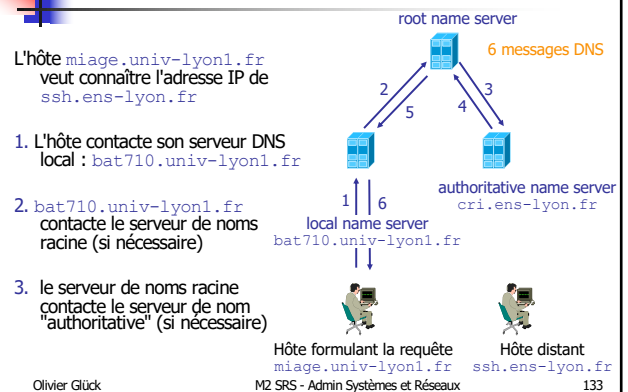 root name server
6 messages DNS
L'hôte miage.univ-lyon1.fr
veut connaître l'adresse IP de
ssh.ens-lyon.fr
1. L'hôte contacte son serveur DNS
local : bat710.univ-lyon1.fr
2. bat710.univ-lyon1.fr
contacte le serveur de noms
racine (si nécessaire)
3. le serveur de noms racine
contacte le serveur de nom
"authoritative" (si nécessaire)
2
5
3
4
authoritative name server
cri.ens-lyon.fr
1
6
local name server
bat710.univ-lyon1.fr
Hôte formulant la requête
miage.univ-lyon1.fr
Hôte distant
ssh.ens-lyon.fr
Olivier Glück
M2 SRS - Admin Systèmes et Réseaux
133